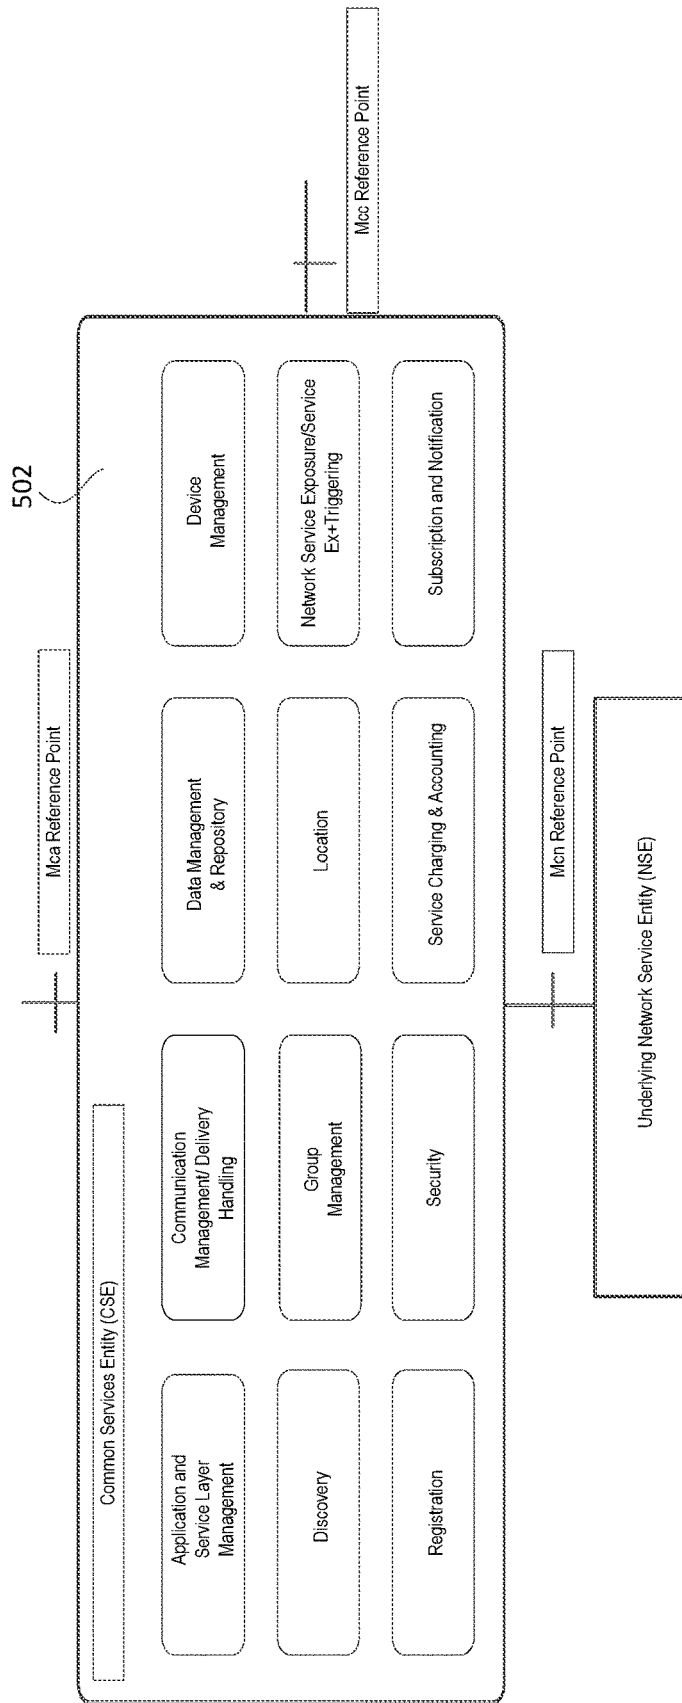 502
Mca Reference Point
Common Services Entity (CSE)
Application and
Service Layer
Management
Communication
Management/ Delivery
Handling
Data Management
& Repository
Device
Management
Discovery
Group
Management
Location
Network Service Exposure/Service
Ex+Triggering
Registration
Security
Service Charging & Accounting
Subscription and Notification
Mcc Reference Point
Mcn Reference Point
Underlying Network Service Entity (NSE)